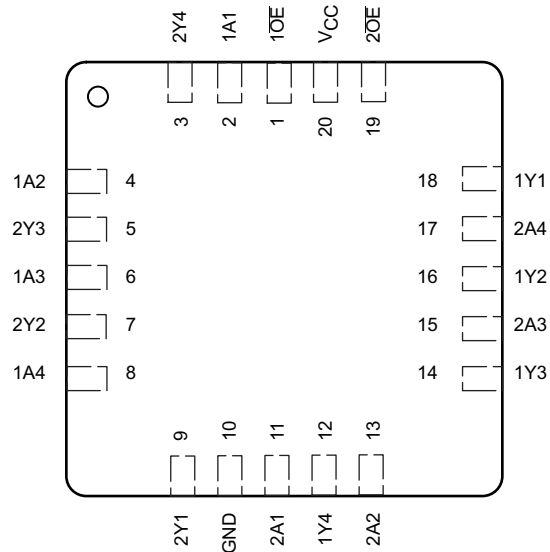 2Y4 1A1 1O̅E̅ VCC 2O̅E̅
3 2 1 20 19
1A2 4 18 1Y1
2Y3 5 17 2A4
1A3 6 16 1Y2
2Y2 7 15 2A3
1A4 8 14 1Y3
9 10 11 12 13
2Y1 GND 2A1 1Y4 2A2